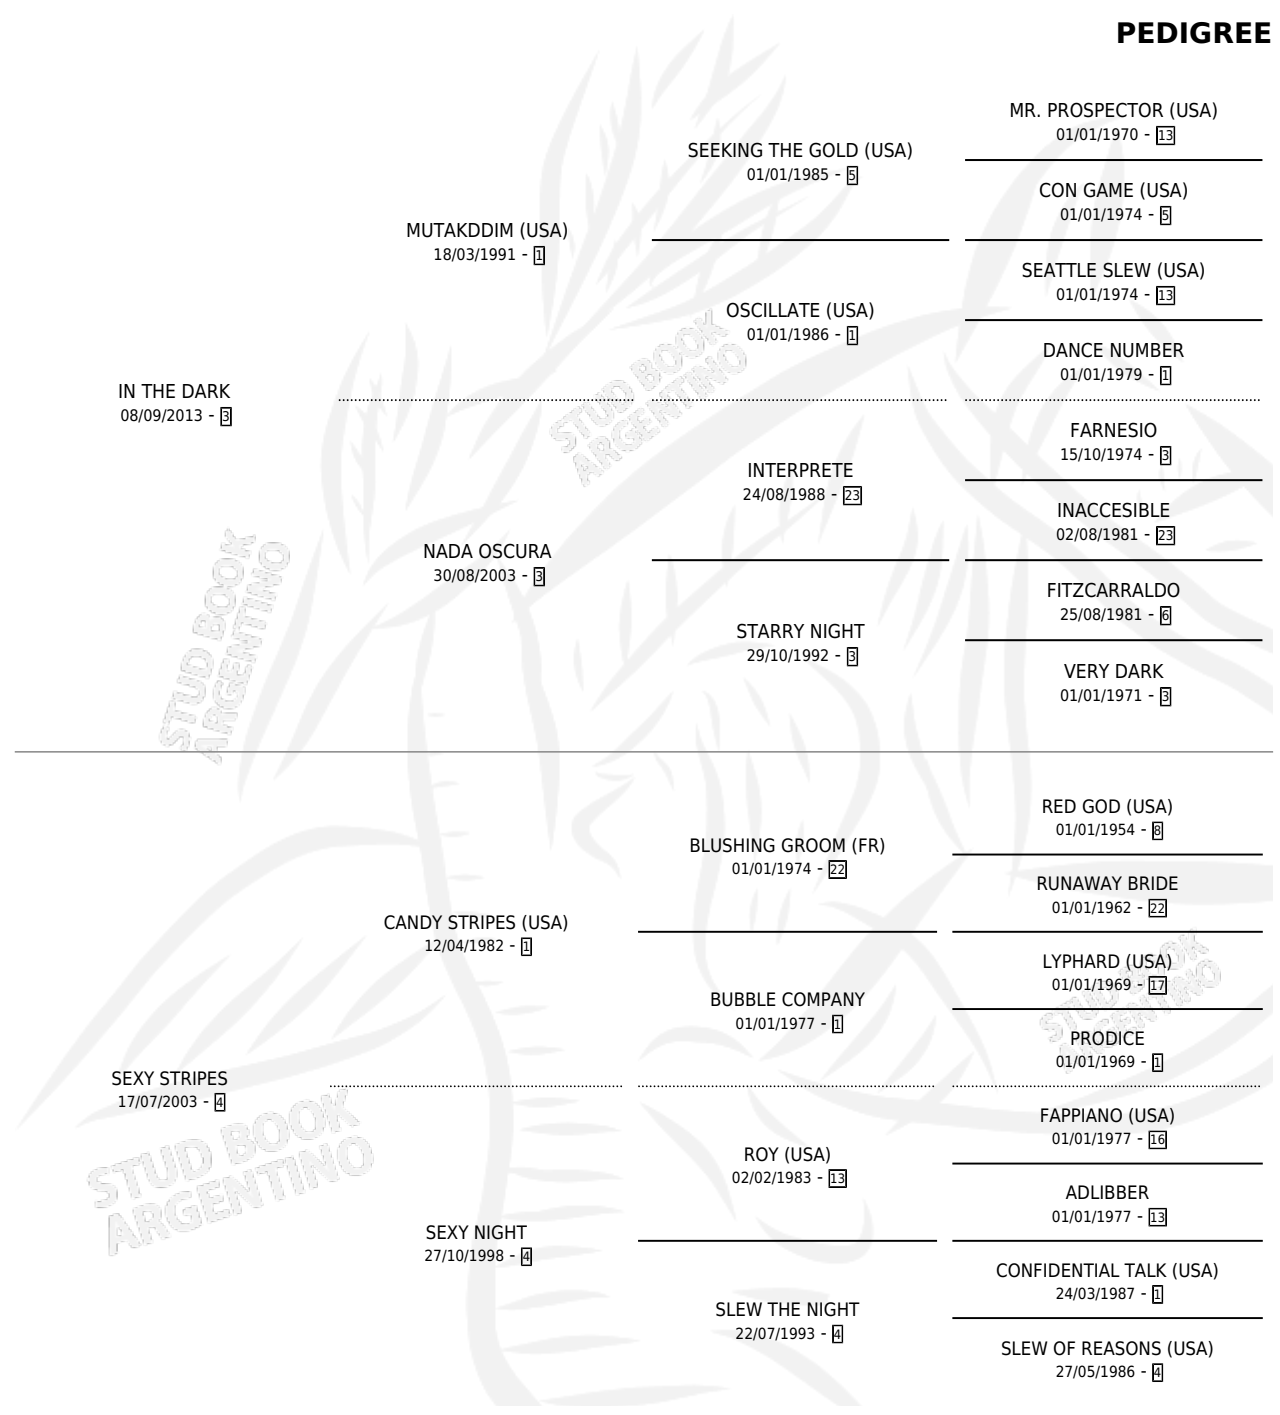 PEDIGREE
MR. PROSPECTOR (USA)
01/01/1970 - 13
SEEKING THE GOLD (USA)
01/01/1985 - 5
CON GAME (USA)
01/01/1974 - 5
MUTAKDDIM (USA)
18/03/1991 - 1
SEATTLE SLEW (USA)
01/01/1974 - 13
OSCILLATE (USA)
01/01/1986 - 1
DANCE NUMBER
01/01/1979 - 1
IN THE DARK
08/09/2013 - 3
STUD BOOK
ARGENTINO
FARNESIO
15/10/1974 - 3
INTERPRETE
24/08/1988 - 23
INACCESIBLE
02/08/1981 - 23
NADA OSCURA
30/08/2003 - 3
FITZCARRALDO
25/08/1981 - 6
STARRY NIGHT
29/10/1992 - 3
VERY DARK
01/01/1971 - 3
STUD BOOK
ARGENTINO
RED GOD (USA)
01/01/1954 - 8
BLUSHING GROOM (FR)
01/01/1974 - 22
RUNAWAY BRIDE
01/01/1962 - 22
CANDY STRIPES (USA)
12/04/1982 - 1
LYPHARD (USA)
01/01/1969 - 17
BUBBLE COMPANY
01/01/1977 - 1
STUD BOOK
ARGENTINO
PRODICE
01/01/1969 - 1
SEXY STRIPES
17/07/2003 - 4
STUD BOOK
ARGENTINO
FAPPIANO (USA)
01/01/1977 - 16
ROY (USA)
02/02/1983 - 13
ADLIBBER
01/01/1977 - 13
SEXY NIGHT
27/10/1998 - 4
CONFIDENTIAL TALK (USA)
24/03/1987 - 1
SLEW THE NIGHT
22/07/1993 - 4
SLEW OF REASONS (USA)
27/05/1986 - 4